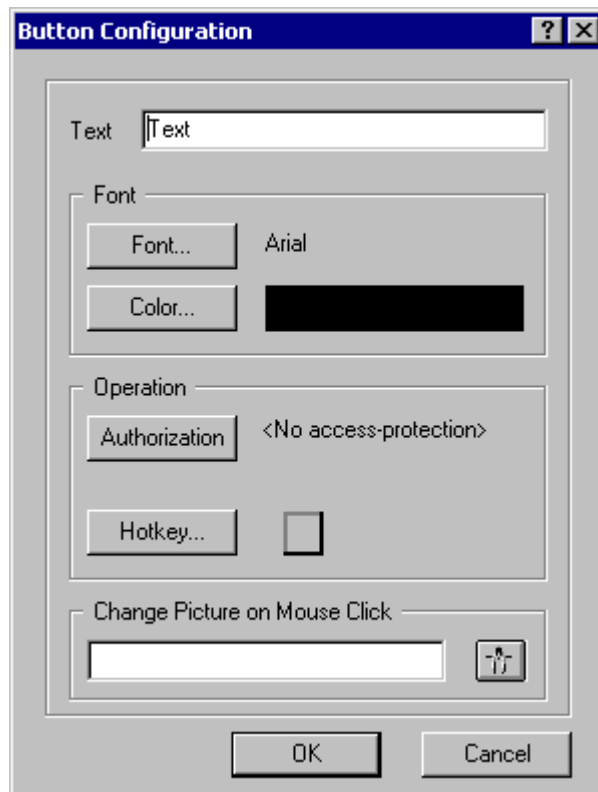 Button Configuration
Text Text
Font
Font... Arial
Color...
Operation
Authorization <No access-protection>
Hotkey...
Change Picture on Mouse Click
OK Cancel